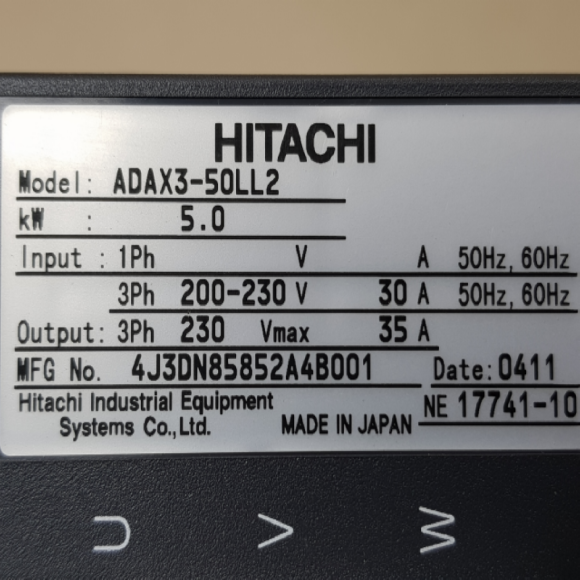 HITACHI
Model: ADAX3-50LL2
kW : 5.0
Input : 1Ph V A 50Hz, 60Hz
3Ph 200-230 V 30 A 50Hz, 60Hz
Output: 3Ph 230 Vmax 35 A
MFG No. 4J3DN85852A4B001 Date: 0411
Hitachi Industrial Equipment
Systems Co.,Ltd. MADE IN JAPAN NE 17741-10
U V W